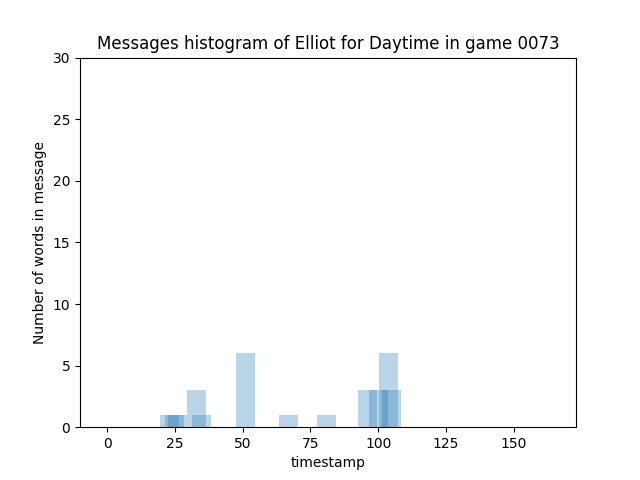 Messages histogram of Elliot for Daytime in game 0073
30
25
20
15
10
5
0
Number of words in message
0 25 50 75 100 125 150
timestamp